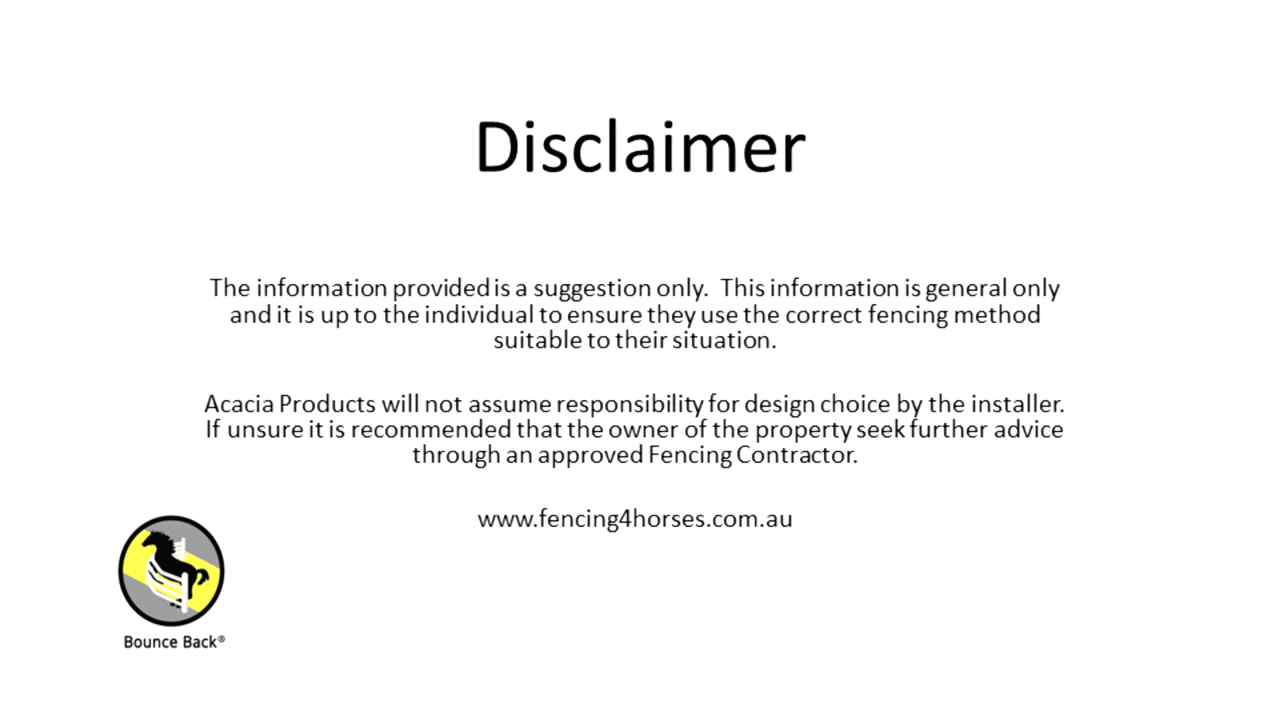 Disclaimer
The information provided is a suggestion only.  This information is general only
and it is up to the individual to ensure they use the correct fencing method
suitable to their situation.
Acacia Products will not assume responsibility for design choice by the installer.
If unsure it is recommended that the owner of the property seek further advice
through an approved Fencing Contractor.
www.fencing4horses.com.au
Bounce Back®